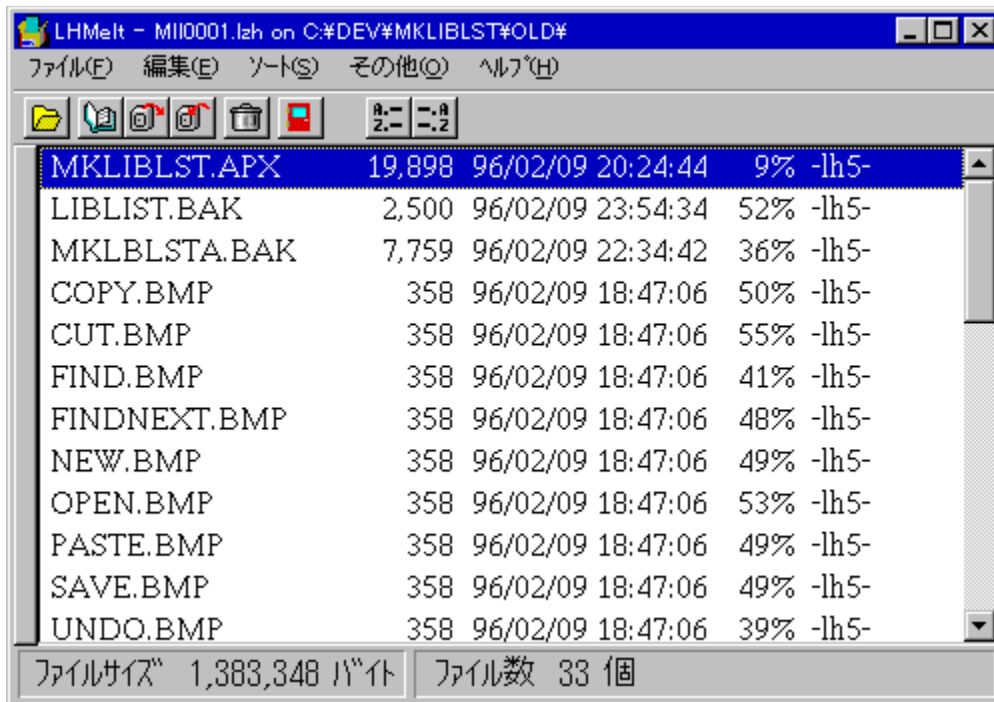 LHMelt - Mll0001.lzh on C:¥DEV¥MKLIBLST¥OLD¥
ﾌｧｲﾙ(F) 編集(E) ｿｰﾄ(S) その他(O) ﾍﾙﾌﾟ(H)
MKLIBLST.APX 19,898 96/02/09 20:24:44 9% -lh5-
LIBLIST.BAK 2,500 96/02/09 23:54:34 52% -lh5-
MKLBLSTA.BAK 7,759 96/02/09 22:34:42 36% -lh5-
COPY.BMP 358 96/02/09 18:47:06 50% -lh5-
CUT.BMP 358 96/02/09 18:47:06 55% -lh5-
FIND.BMP 358 96/02/09 18:47:06 41% -lh5-
FINDNEXT.BMP 358 96/02/09 18:47:06 48% -lh5-
NEW.BMP 358 96/02/09 18:47:06 49% -lh5-
OPEN.BMP 358 96/02/09 18:47:06 53% -lh5-
PASTE.BMP 358 96/02/09 18:47:06 49% -lh5-
SAVE.BMP 358 96/02/09 18:47:06 49% -lh5-
UNDO.BMP 358 96/02/09 18:47:06 39% -lh5-
ﾌｧｲﾙｻｲｽﾞ 1,383,348 ﾊﾞｲﾄ ﾌｧｲﾙ数 33 個